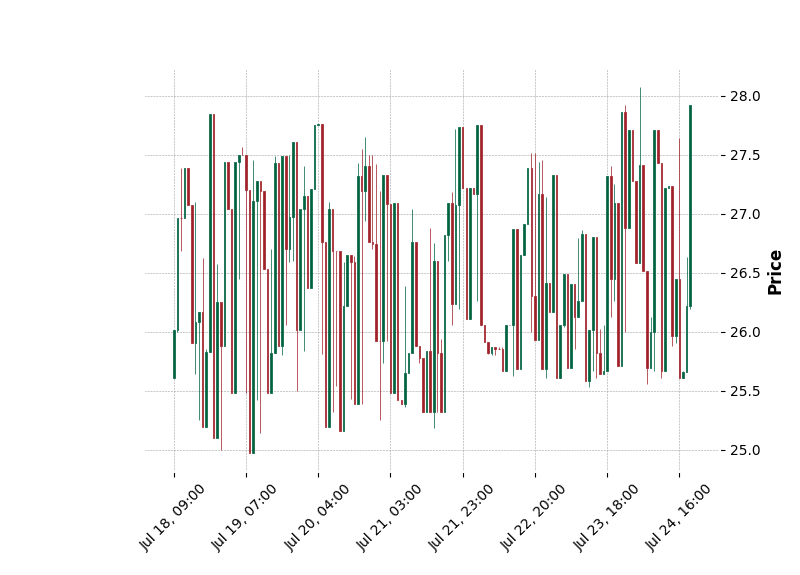 28.0
27.5
27.0
26.5
26.0
25.5
25.0
Price
Jul 18, 09:00
Jul 19, 07:00
Jul 20, 04:00
Jul 21, 03:00
Jul 21, 23:00
Jul 22, 20:00
Jul 23, 18:00
Jul 24, 16:00